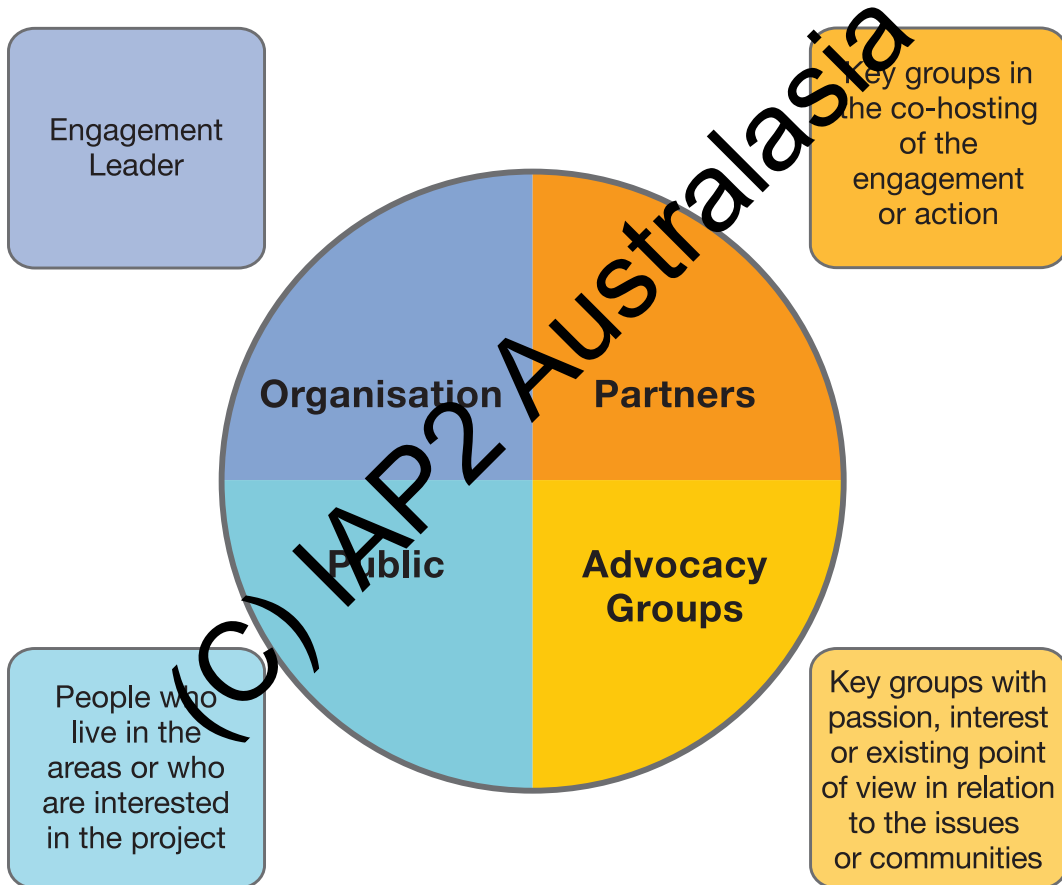 Engagement
Leader
Key groups in
the co-hosting
of the
engagement
or action
Organisation
Partners
Public
Advocacy
Groups
People who
live in the
areas or who
are interested
in the project
Key groups with
passion, interest
or existing point
of view in relation
to the issues
or communities
(C) IAP2 Australasia